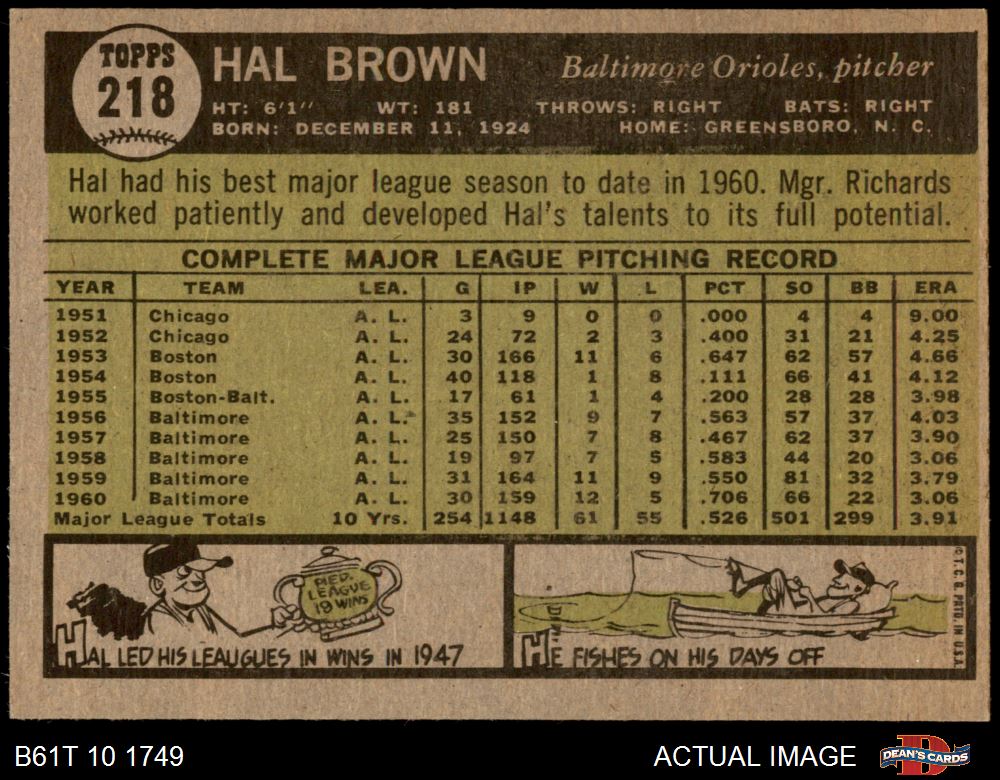 TOPPS
218
HAL BROWN
Baltimore Orioles, pitcher
HT: 6'1" WT: 181 THROWS: RIGHT BATS: RIGHT
BORN: DECEMBER 11, 1924 HOME: GREENSBORO, N. C.
Hal had his best major league season to date in 1960. Mgr. Richards
worked patiently and developed Hal's talents to its full potential.
COMPLETE MAJOR LEAGUE PITCHING RECORD
YEAR TEAM LEA. G IP W L PCT SO BB ERA
1951 Chicago A. L. 3 9 0 0 .000 4 4 9.00
1952 Chicago A. L. 24 72 2 3 .400 31 21 4.25
1953 Boston A. L. 30 166 11 6 .647 62 57 4.66
1954 Boston A. L. 40 118 1 8 .111 66 41 4.12
1955 Boston-Balt. A. L. 17 61 1 4 .200 28 28 3.98
1956 Baltimore A. L. 35 152 9 7 .563 57 37 4.03
1957 Baltimore A. L. 25 150 7 8 .467 62 37 3.90
1958 Baltimore A. L. 19 97 7 5 .583 44 20 3.06
1959 Baltimore A. L. 31 164 11 9 .550 81 32 3.79
1960 Baltimore A. L. 30 159 12 5 .706 66 22 3.06
Major League Totals 10 Yrs. 254 1148 61 55 .526 501 299 3.91
PIED.
LEAGUE
19 WINS
HAL LED HIS LEAUGUES IN WINS IN 1947
HE FISHES ON HIS DAYS OFF
© T. C. G. PRTD. IN U.S.A.
B61T 10 1749
ACTUAL IMAGE
DEAN'S CARDS